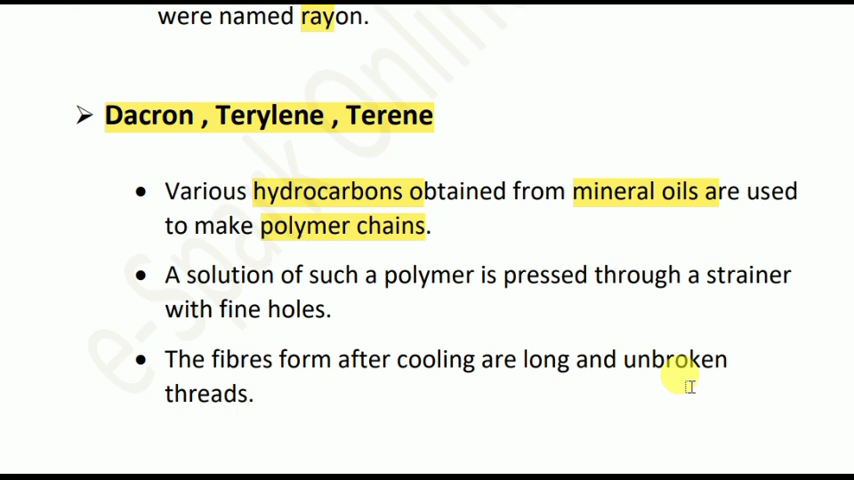 were named rayon.
➢ Dacron , Terylene , Terene
• Various hydrocarbons obtained from mineral oils are used
to make polymer chains.
• A solution of such a polymer is pressed through a strainer
with fine holes.
• The fibres form after cooling are long and unbroken
threads.
e-Spark Online